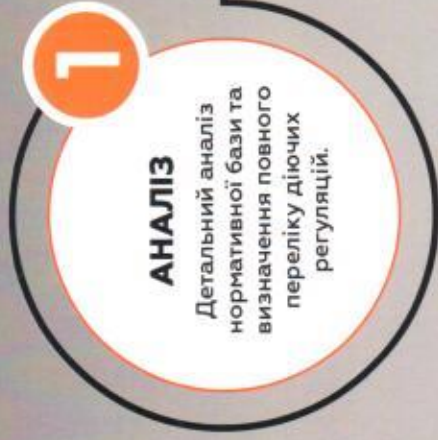 1
АНАЛІЗ
Детальний аналіз
нормативної бази та
визначення повного
переліку діючих
регуляцій.